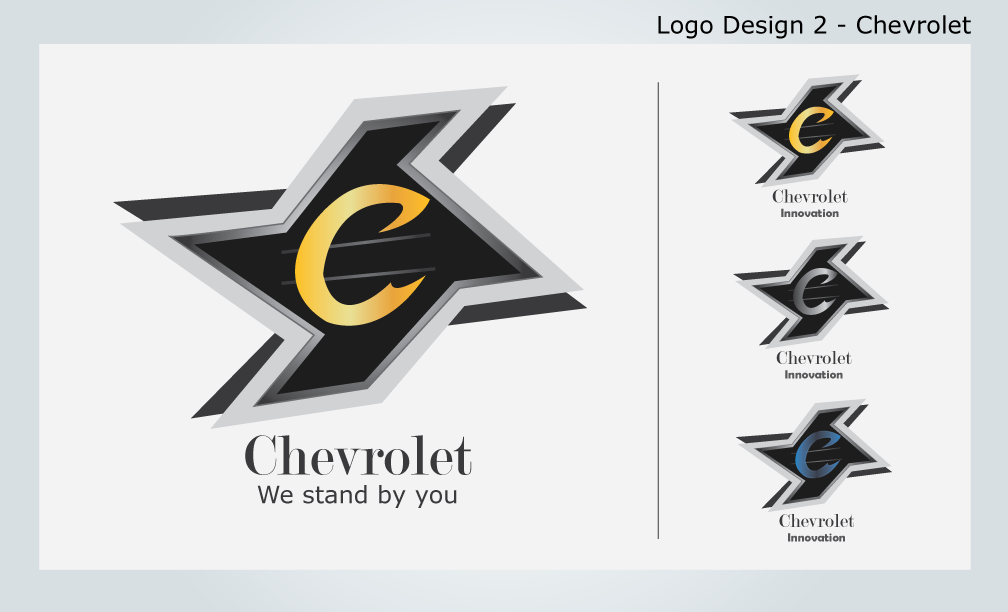 Logo Design 2 - Chevrolet
C
Chevrolet
We stand by you
C
Chevrolet
Innovation
C
Chevrolet
Innovation
C
Chevrolet
Innovation